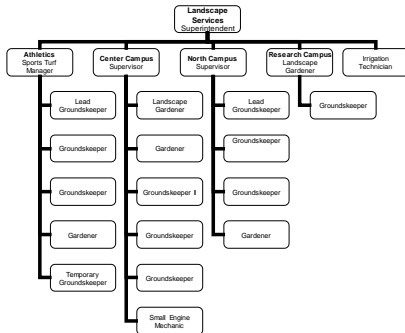 Landscape
Services
Superintendent
Athletics
Sports Turf
Manager
Center Campus
Supervisor
North Campus
Supervisor
Research Campus
Landscape
Gardener
Irrigation
Technician
Lead
Groundskeeper
Groundskeeper
Groundskeeper
Gardener
Temporary
Groundskeeper
Landscape
Gardener
Gardener
Groundskeeper II
Groundskeeper
Groundskeeper
Small Engine
Mechanic
Lead
Groundskeeper
Groundskeeper
Groundskeeper
Gardener
Groundskeeper